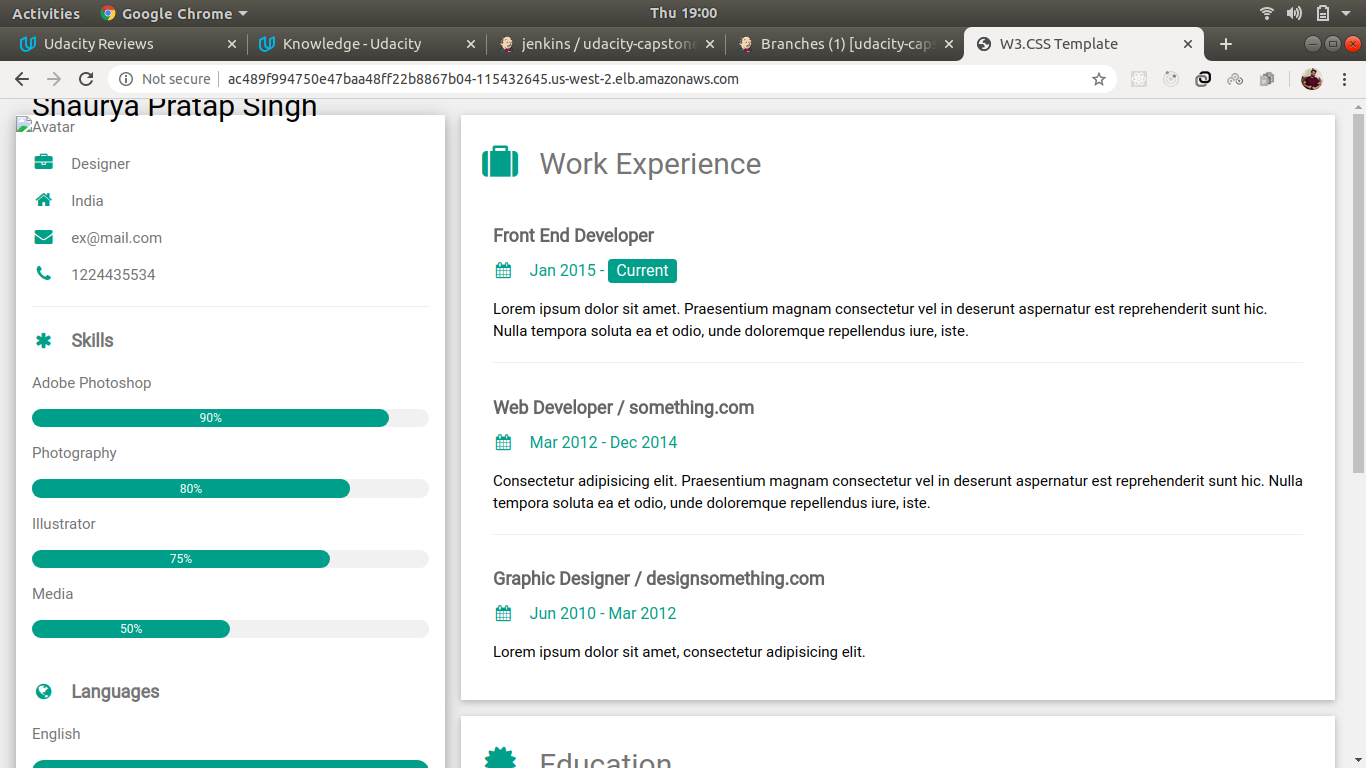 Activities
Google Chrome
Thu 19:00
Udacity Reviews
Knowledge - Udacity
jenkins / udacity-capstone
Branches (1) [udacity-cap
W3.CSS Template
Not secure
ac489f994750e47baa48ff22b8867b04-115432645.us-west-2.elb.amazonaws.com
Shaurya Pratap Singh
Avatar
Designer
India
ex@mail.com
1224435534
Skills
Adobe Photoshop
90%
Photography
80%
Illustrator
75%
Media
50%
Languages
English
Work Experience
Front End Developer
Jan 2015 - Current
Lorem ipsum dolor sit amet. Praesentium magnam consectetur vel in deserunt aspernatur est reprehenderit sunt hic.
Nulla tempora soluta ea et odio, unde doloremque repellendus iure, iste.
Web Developer / something.com
Mar 2012 - Dec 2014
Consectetur adipisicing elit. Praesentium magnam consectetur vel in deserunt aspernatur est reprehenderit sunt hic. Nulla
tempora soluta ea et odio, unde doloremque repellendus iure, iste.
Graphic Designer / designsomething.com
Jun 2010 - Mar 2012
Lorem ipsum dolor sit amet, consectetur adipisicing elit.
Education